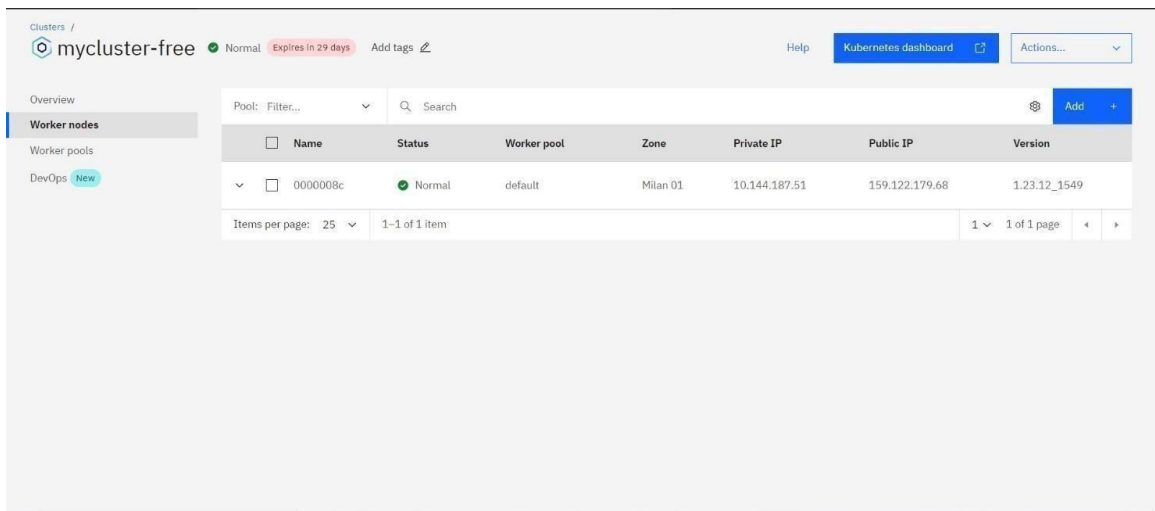 Clusters /
mycluster-free Normal Expires in 29 days Add tags Help Kubernetes dashboard Actions...
Overview
Worker nodes
Worker pools
DevOps New
Pool: Filter... Search Add +
Name Status Worker pool Zone Private IP Public IP Version
0000008c Normal default Milan 01 10.144.187.51 159.122.179.68 1.23.12_1549
Items per page: 25 1–1 of 1 item 1 1 of 1 page